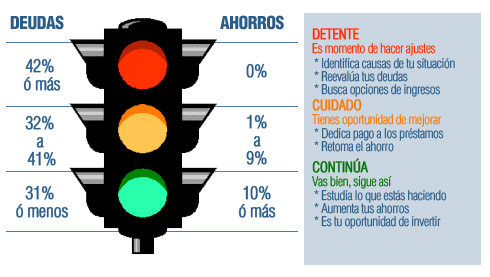 DEUDAS
AHORROS
42%
ó más
0%
32%
a
41%
1%
a
9%
31%
ó menos
10%
ó más
DETENTE
Es momento de hacer ajustes
* Identifica causas de tu situación
* Reevalúa tus deudas
* Busca opciones de ingresos
CUIDADO
Tienes oportunidad de mejorar
* Dedica pago a los préstamos
* Retoma el ahorro
CONTINÚA
Vas bien, sigue así
* Estudia lo que estás haciendo
* Aumenta tus ahorros
* Es tu oportunidad de invertir